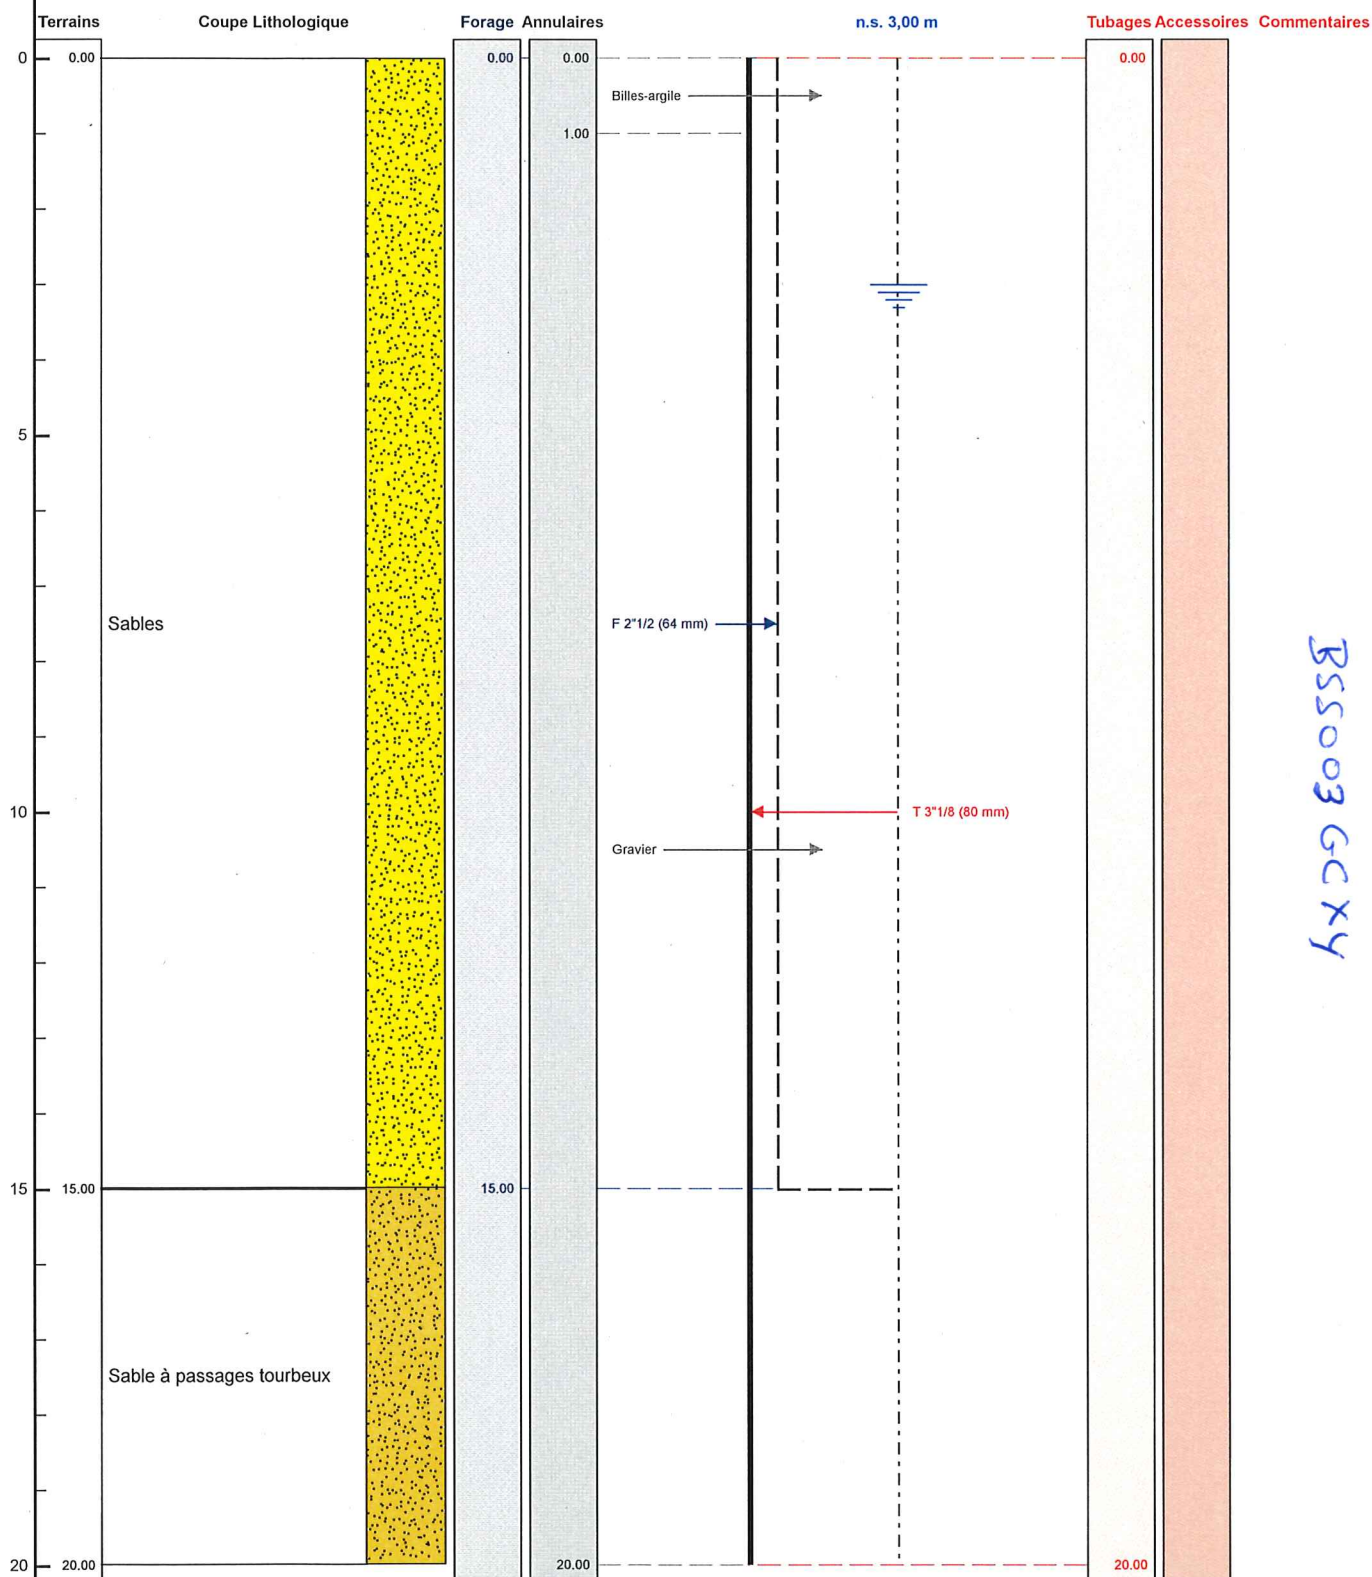 Terrains Coupe Lithologique Forage Annulaires n.s. 3,00 m Tubages Accessoires Commentaires
0 0.00 0.00 0.00 0.00
Billes-argile
1.00
5
Sables F 2"1/2 (64 mm)
10 T 3"1/8 (80 mm)
Gravier
15 15.00 15.00
Sable à passages tourbeux
20 20.00 20.00 20.00
BSS003GCXY